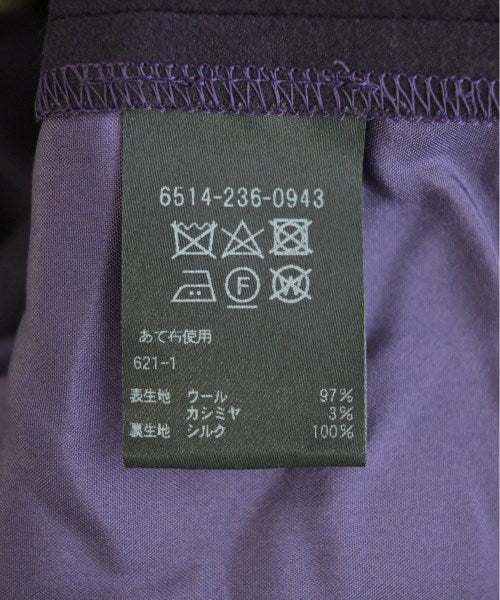 6514-236-0943
F W
あて布使用
621-1
表生地 ウール 97%
カシミヤ 3%
裏生地 シルク 100%